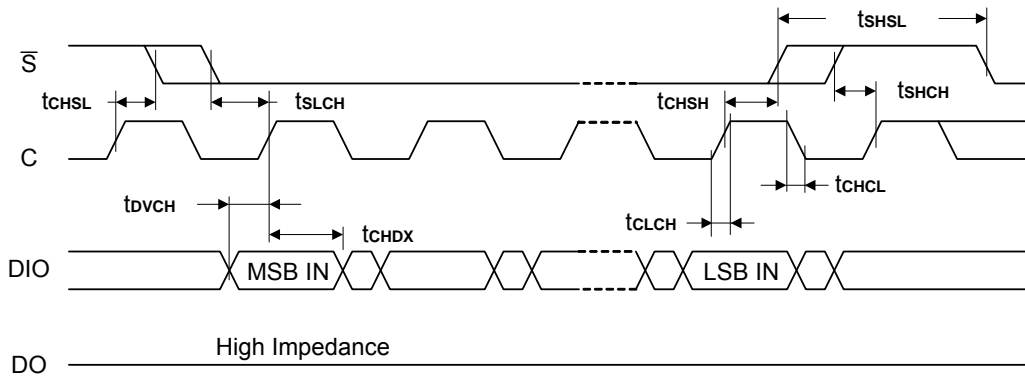 tSHSL
S̅
tCHSL
tSLCH
tCHSH
tSHCH
C
tDVCH
tCHDX
tCLCH
tCHCL
DIO
MSB IN
LSB IN
High Impedance
DO